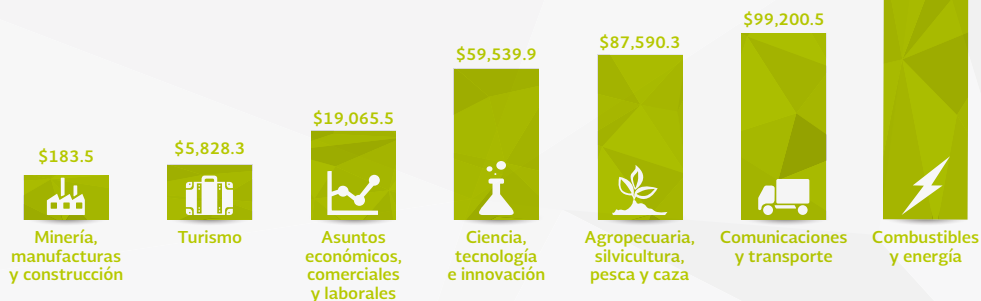 $183.5
Minería,
manufacturas
y construcción
$5,828.3
Turismo
$19,065.5
Asuntos
económicos,
comerciales
y laborales
$59,539.9
Ciencia,
tecnología
e innovación
$87,590.3
Agropecuaria,
silvicultura,
pesca y caza
$99,200.5
Comunicaciones
y transporte
Combustibles
y energía